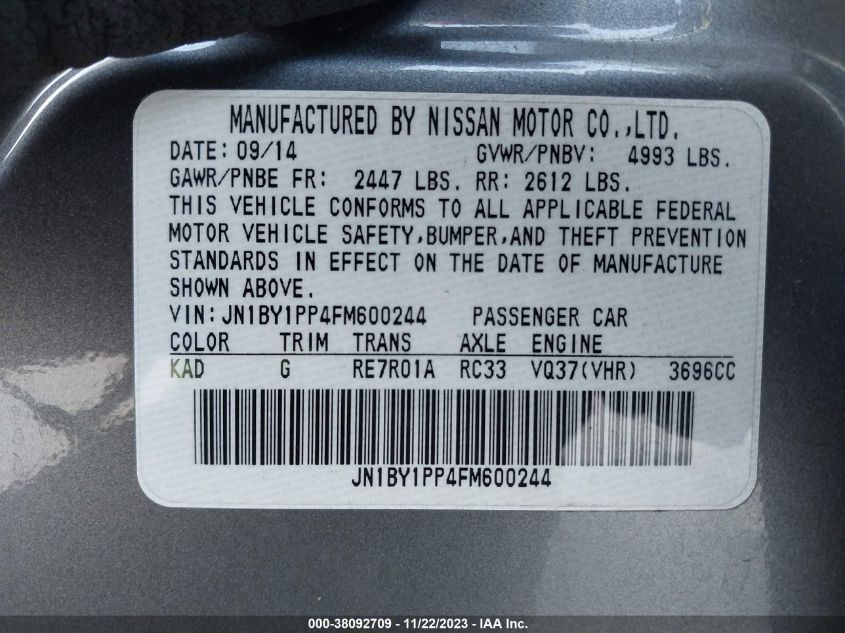 MANUFACTURED BY NISSAN MOTOR CO.,LTD.
DATE: 09/14 GVWR/PNBV: 4993 LBS.
GAWR/PNBE FR: 2447 LBS. RR: 2612 LBS.
THIS VEHICLE CONFORMS TO ALL APPLICABLE FEDERAL
MOTOR VEHICLE SAFETY,BUMPER,AND THEFT PREVENTION
STANDARDS IN EFFECT ON THE DATE OF MANUFACTURE
SHOWN ABOVE.
VIN: JN1BY1PP4FM600244 PASSENGER CAR
COLOR TRIM TRANS AXLE ENGINE
KAD G RE7R01A RC33 VQ37(VHR) 3696CC
JN1BY1PP4FM600244
000-38092709 - 11/22/2023 - IAA Inc.